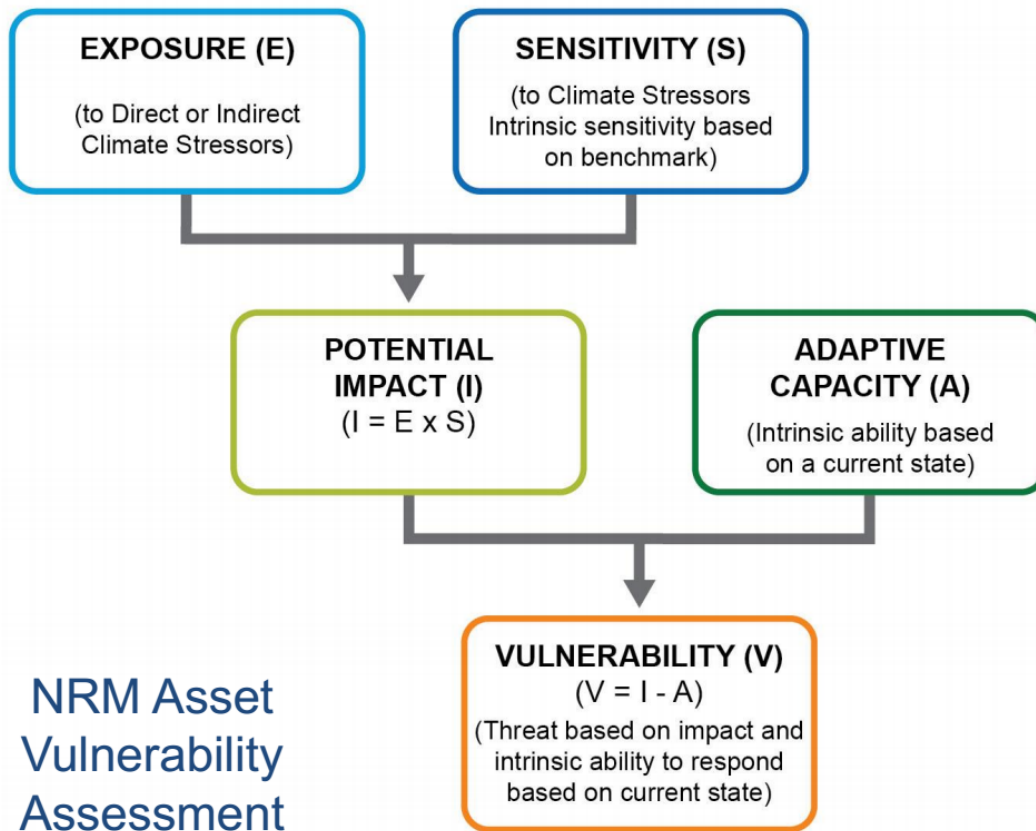 EXPOSURE (E)
(to Direct or Indirect
Climate Stressors)
SENSITIVITY (S)
(to Climate Stressors
Intrinsic sensitivity based
on benchmark)
POTENTIAL
IMPACT (I)
(I = E x S)
ADAPTIVE
CAPACITY (A)
(Intrinsic ability based
on a current state)
VULNERABILITY (V)
(V = I - A)
(Threat based on impact and
intrinsic ability to respond
based on current state)
NRM Asset
Vulnerability
Assessment